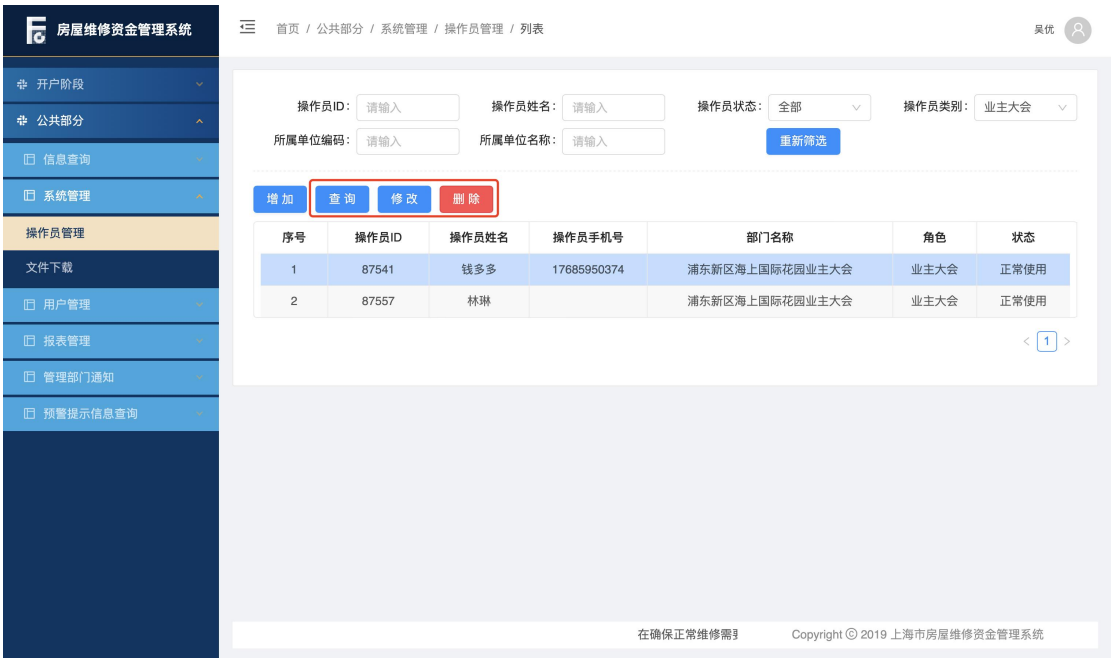 房屋维修资金管理系统
首页 / 公共部分 / 系统管理 / 操作员管理 / 列表
吴优
开户阶段
公共部分
信息查询
系统管理
操作员管理
文件下载
用户管理
报表管理
管理部门通知
预警提示信息查询
操作员ID: 请输入 操作员姓名: 请输入 操作员状态: 全部 操作员类别: 业主大会
所属单位编码: 请输入 所属单位名称: 请输入 重新筛选
增加 查询 修改 删除
序号 操作员ID 操作员姓名 操作员手机号 部门名称 角色 状态
1 87541 钱多多 17685950374 浦东新区海上国际花园业主大会 业主大会 正常使用
2 87557 林琳 浦东新区海上国际花园业主大会 业主大会 正常使用
< 1 >
在确保正常维修需 Copyright © 2019 上海市房屋维修资金管理系统